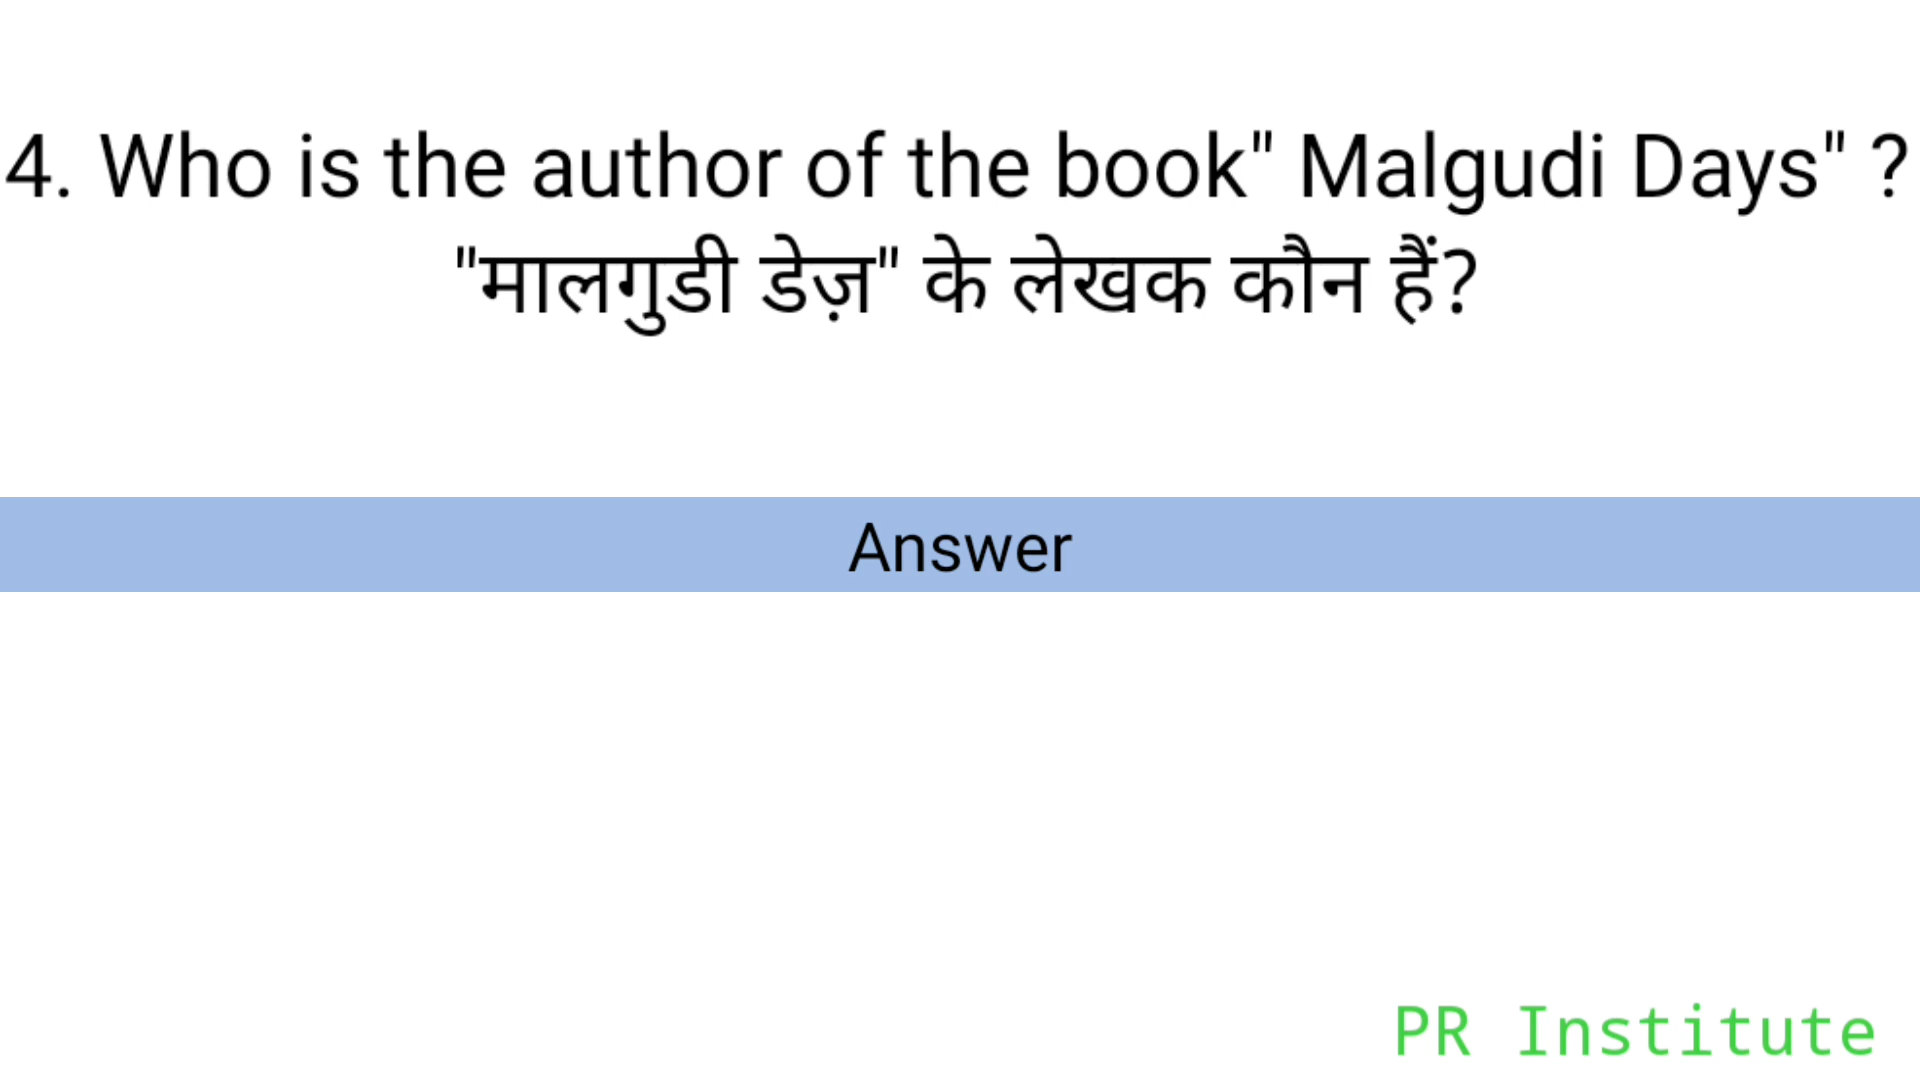 4. Who is the author of the book" Malgudi Days" ?
"मालगुडी डेज़" के लेखक कौन हैं?
Answer
PR Institute